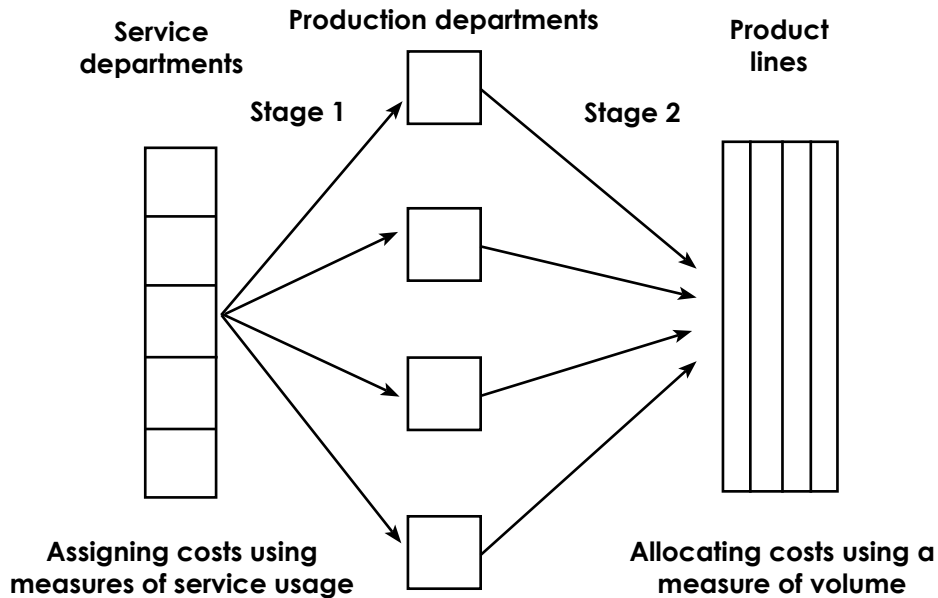 Production departments
Service
departments
Product
lines
Stage 1
Stage 2
Assigning costs using
measures of service usage
Allocating costs using a
measure of volume